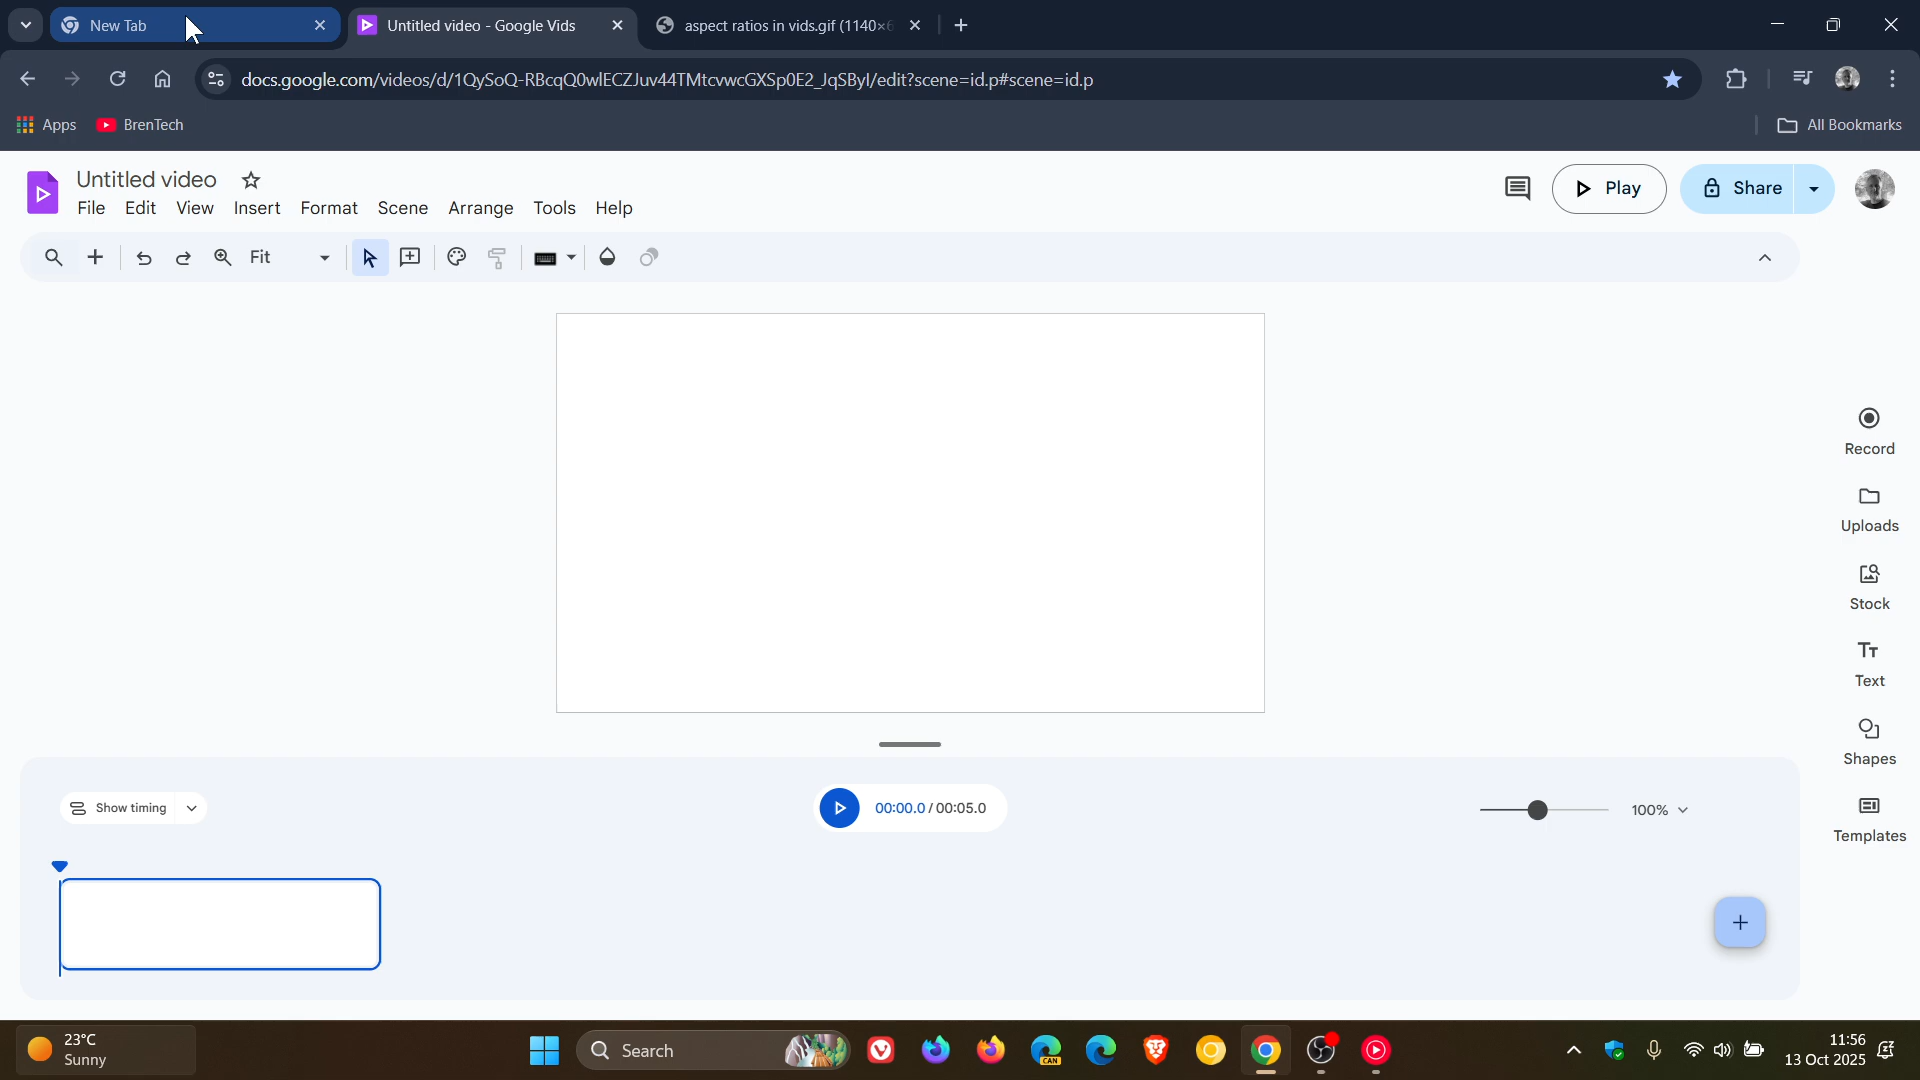 New Tab
Untitled video - Google Vids
aspect ratios in vids.gif (1140×6
docs.google.com/videos/d/1QySoQ-RBcqQ0wlECZJuv44TMtcvwcGXSp0E2_JqSByI/edit?scene=id.p#scene=id.p
Apps
BrenTech
All Bookmarks
Untitled video
Play
Share
File Edit View Insert Format Scene Arrange Tools Help
Fit
Record
Uploads
Stock
Text
Shapes
Templates
Show timing
00:00.0 / 00:05.0
100%
23°C
Sunny
Search
CAN
11:56
13 Oct 2025